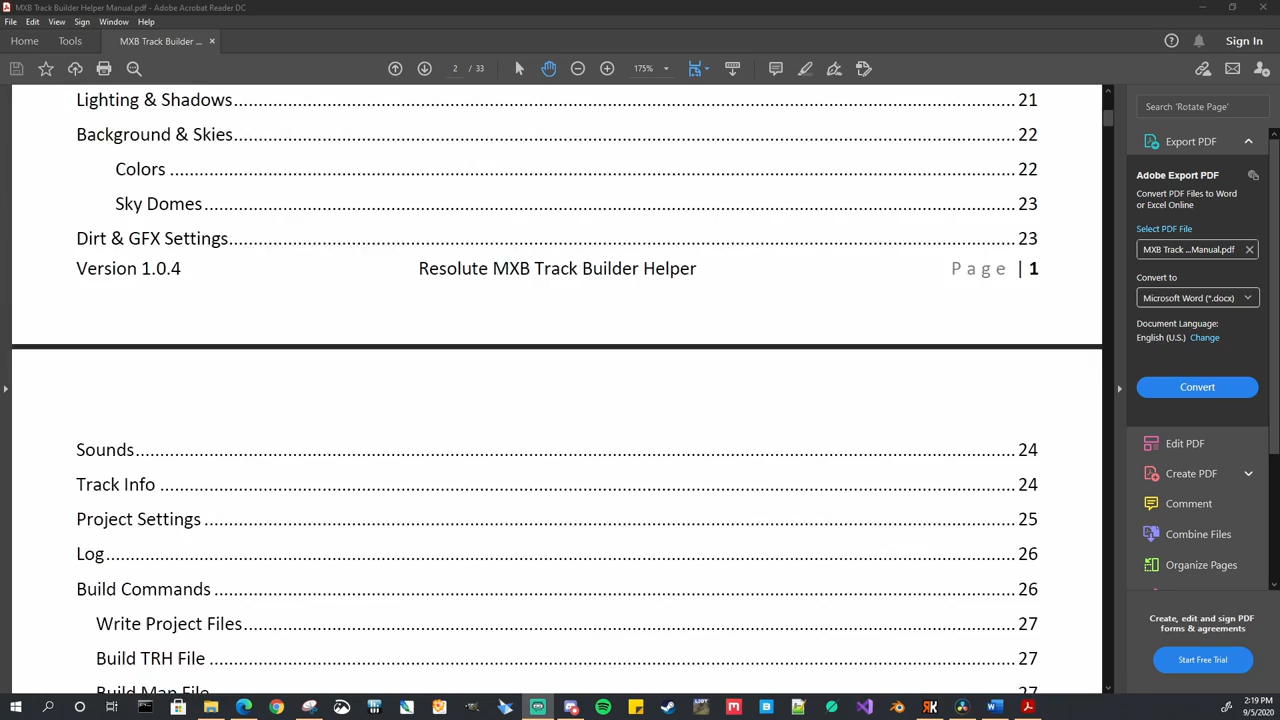 MXB Track Builder Helper Manual.pdf - Adobe Acrobat Reader DC
File Edit View Sign Window Help
Home Tools MXB Track Builder ... × Sign In
2 / 33 175%
Lighting & Shadows 21
Background & Skies 22
Colors 22
Sky Domes 23
Dirt & GFX Settings 23
Version 1.0.4 Resolute MXB Track Builder Helper Page | 1
Sounds 24
Track Info 24
Project Settings 25
Log 26
Build Commands 26
Write Project Files 27
Build TRH File 27
Build Map File 27
Search 'Rotate Page'
Export PDF
Adobe Export PDF
Convert PDF Files to Word
or Excel Online
Select PDF File
MXB Track ...Manual.pdf
Convert to
Microsoft Word (*.docx)
Document Language:
English (U.S.) Change
Convert
Edit PDF
Create PDF
Comment
Combine Files
Organize Pages
Create, edit and sign PDF
forms & agreements
Start Free Trial
2:19 PM
9/5/2020